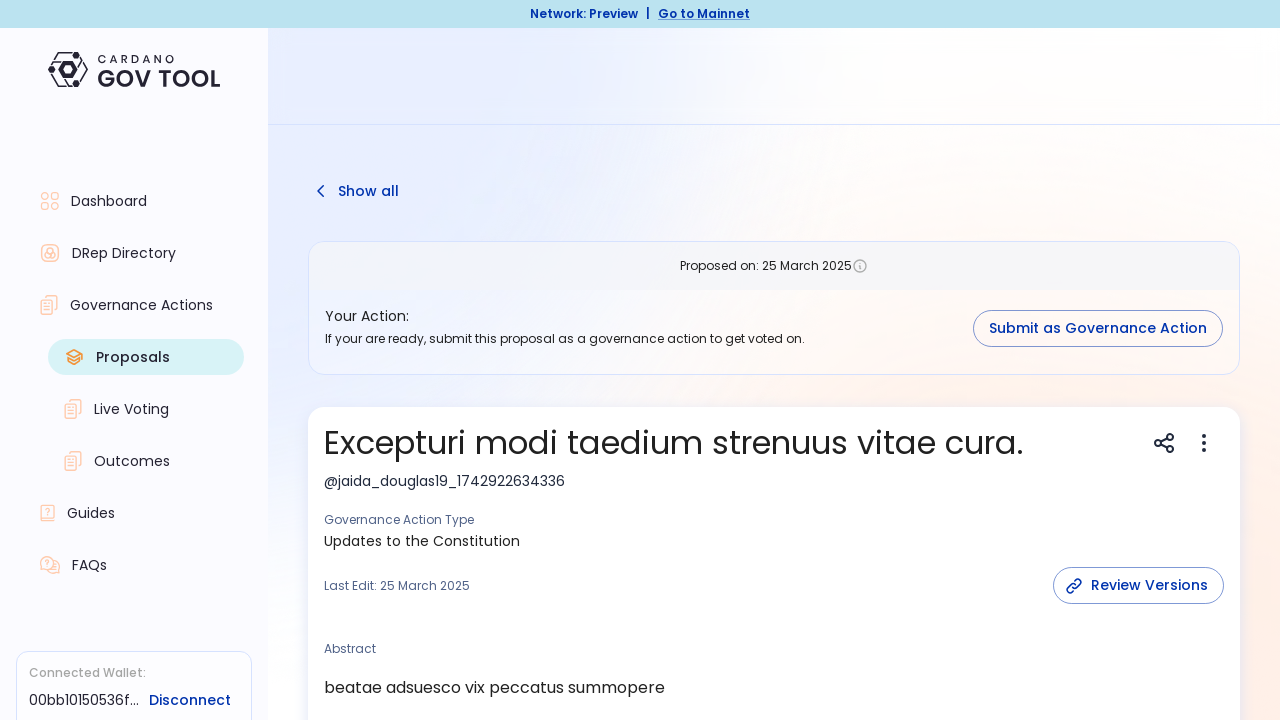 Network: Preview | Go to Mainnet
CARDANO
GOV TOOL
Dashboard
DRep Directory
Governance Actions
Proposals
Live Voting
Outcomes
Guides
FAQs
Connected Wallet:
00bb10150536f... Disconnect
Show all
Proposed on: 25 March 2025
Your Action:
If your are ready, submit this proposal as a governance action to get voted on.
Submit as Governance Action
Excepturi modi taedium strenuus vitae cura.
@jaida_douglas19_1742922634336
Governance Action Type
Updates to the Constitution
Last Edit: 25 March 2025
Review Versions
Abstract
beatae adsuesco vix peccatus summopere